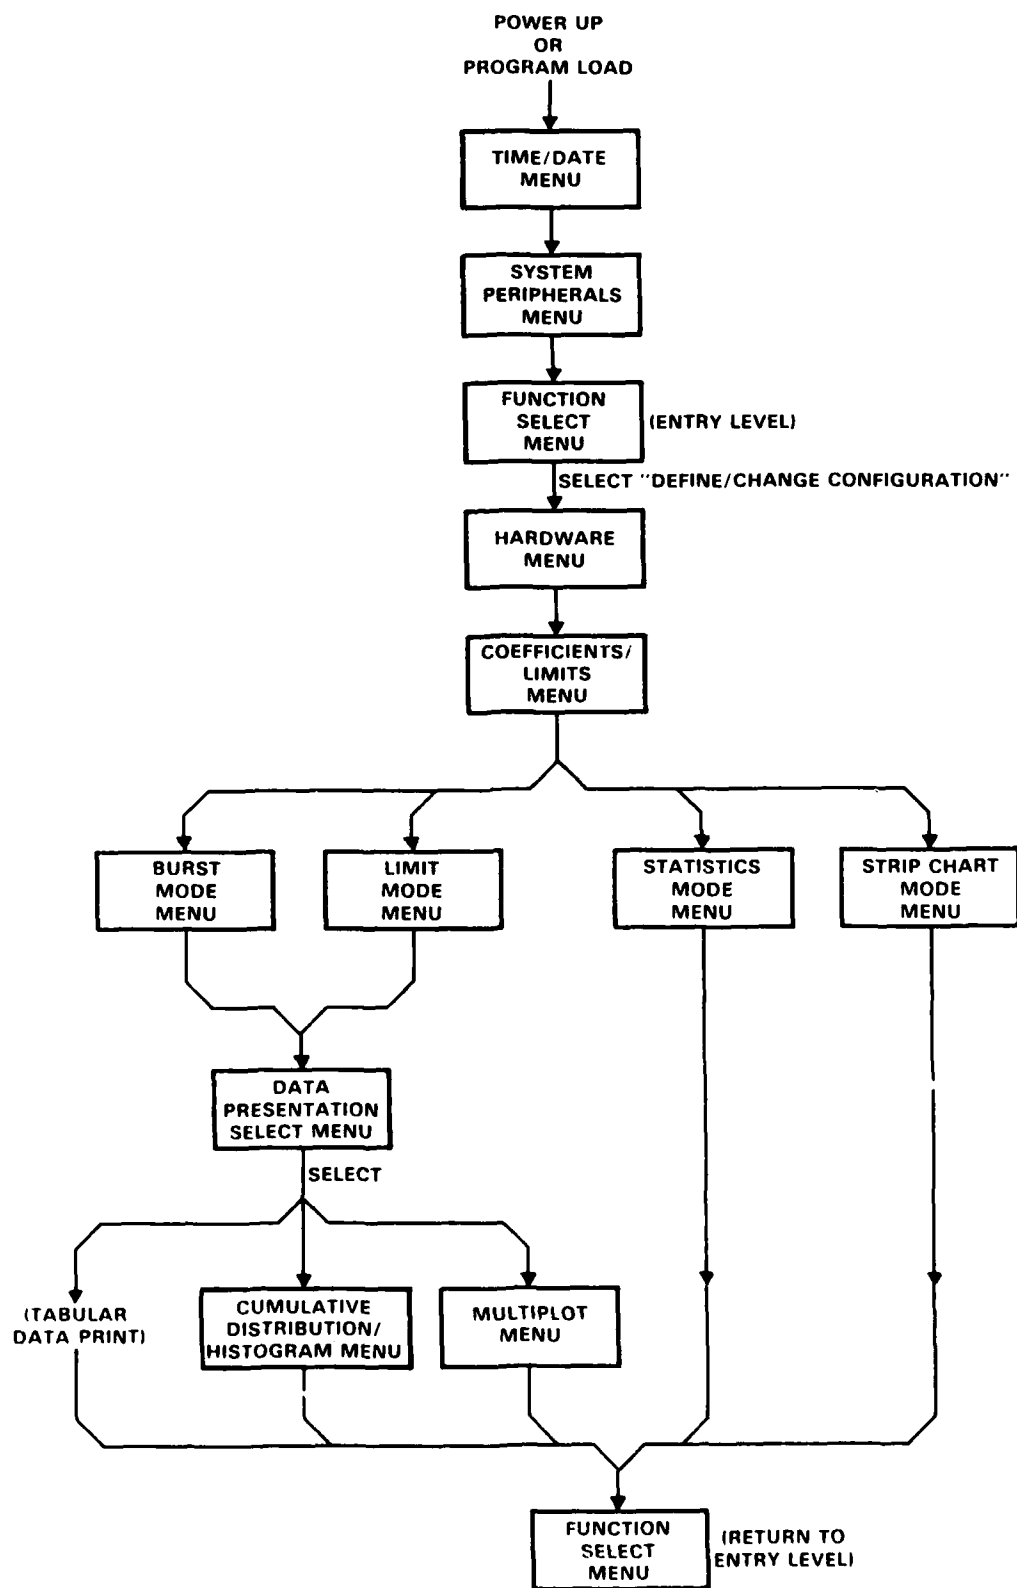 POWER UP
OR
PROGRAM LOAD
TIME/DATE
MENU
SYSTEM
PERIPHERALS
MENU
FUNCTION
SELECT
MENU
(ENTRY LEVEL)
SELECT "DEFINE/CHANGE CONFIGURATION"
HARDWARE
MENU
COEFFICIENTS/
LIMITS
MENU
BURST
MODE
MENU
LIMIT
MODE
MENU
STATISTICS
MODE
MENU
STRIP CHART
MODE
MENU
DATA
PRESENTATION
SELECT MENU
SELECT
(TABULAR
DATA PRINT)
CUMULATIVE
DISTRIBUTION/
HISTOGRAM MENU
MULTIPLOT
MENU
FUNCTION
SELECT
MENU
(RETURN TO
ENTRY LEVEL)